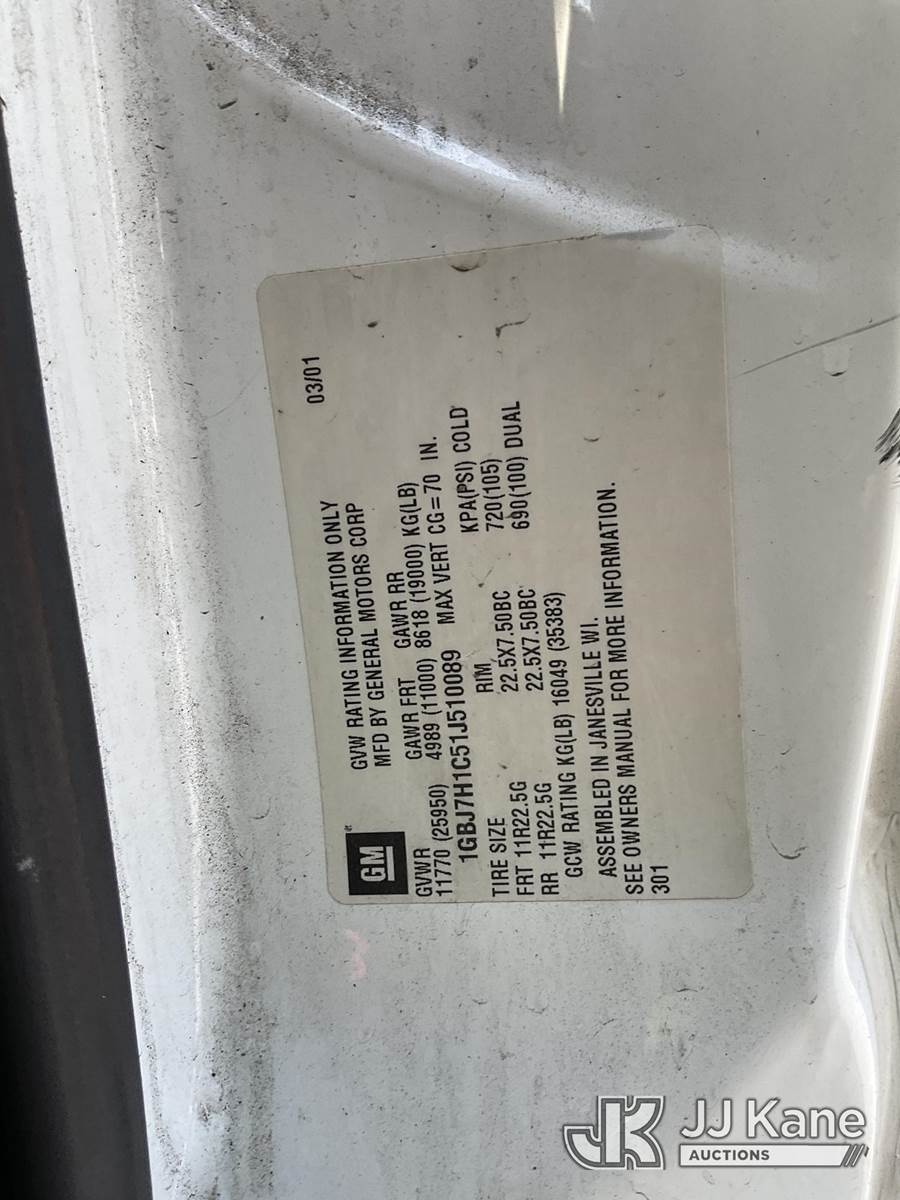 03/01
GVW RATING INFORMATION ONLY
GM MFD BY GENERAL MOTORS CORP
GVWR GAWR FRT GAWR RR
11770 (25950) 4989 (11000) 8618 (19000) KG(LB)
1GBJ7H1C51J510089 MAX VERT CG=70 IN.
TIRE SIZE RIM KPA(PSI) COLD
FRT 11R22.5G 22.5X7.50BC 720(105)
RR 11R22.5G 22.5X7.50BC 690(100) DUAL
GCW RATING KG(LB) 16049 (35383)
ASSEMBLED IN JANESVILLE WI.
SEE OWNERS MANUAL FOR MORE INFORMATION.
301
JK JJ Kane
AUCTIONS